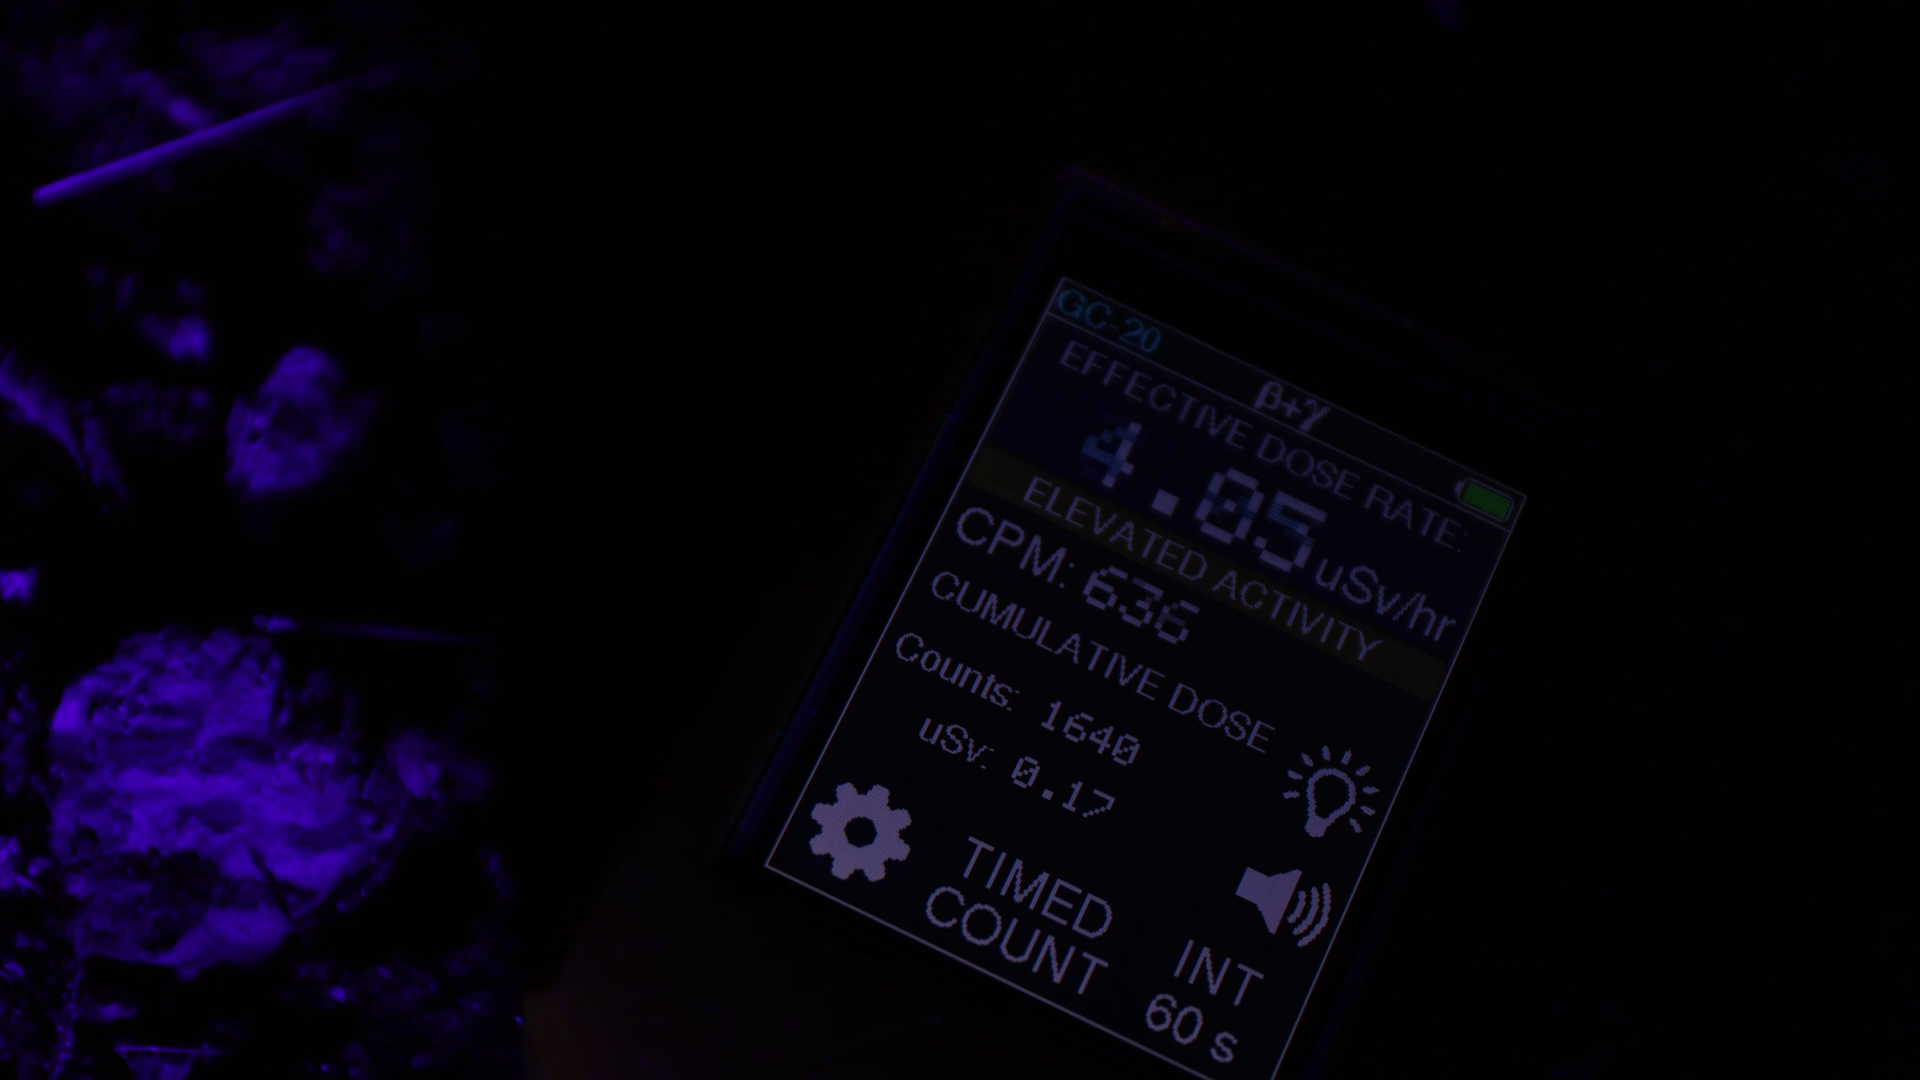 GC-20
β+γ
EFFECTIVE DOSE RATE:
4.05 uSv/hr
ELEVATED ACTIVITY
CPM: 636
CUMULATIVE DOSE
Counts: 1640
uSv: 0.17
TIMED
COUNT
INT
60 s